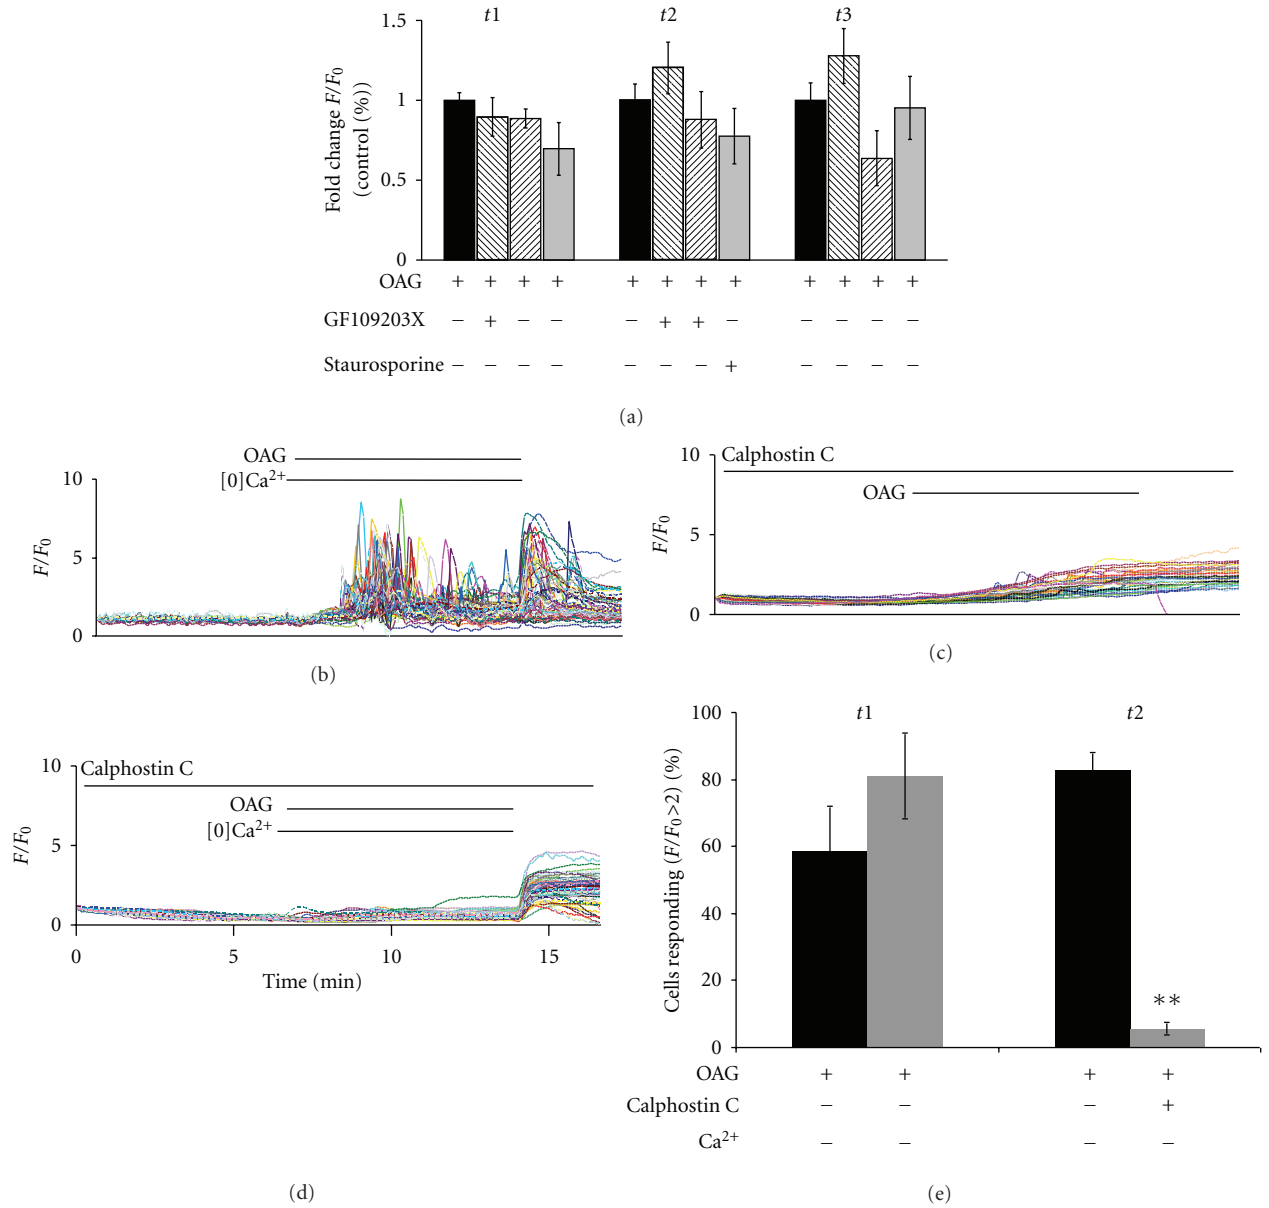 t1 t2 t3
1.5
1
0.5
0
Fold change F/F0
(control (%))
OAG + + + + + + + + + + + +
GF109203X − + − − − + + − − − − −
Staurosporine − − − − − − − + − − − −
(a)
OAG
[0]Ca2+
10
5
0
F/F0
(b)
Calphostin C
OAG
10
5
0
F/F0
(c)
Calphostin C
OAG
[0]Ca2+
10
5
0
F/F0
0 5 10 15
Time (min)
(d)
t1 t2
100
80
60
40
20
0
Cells responding (F/F0>2) (%)
**
OAG + + + +
Calphostin C − − − +
Ca2+ − − − −
(e)